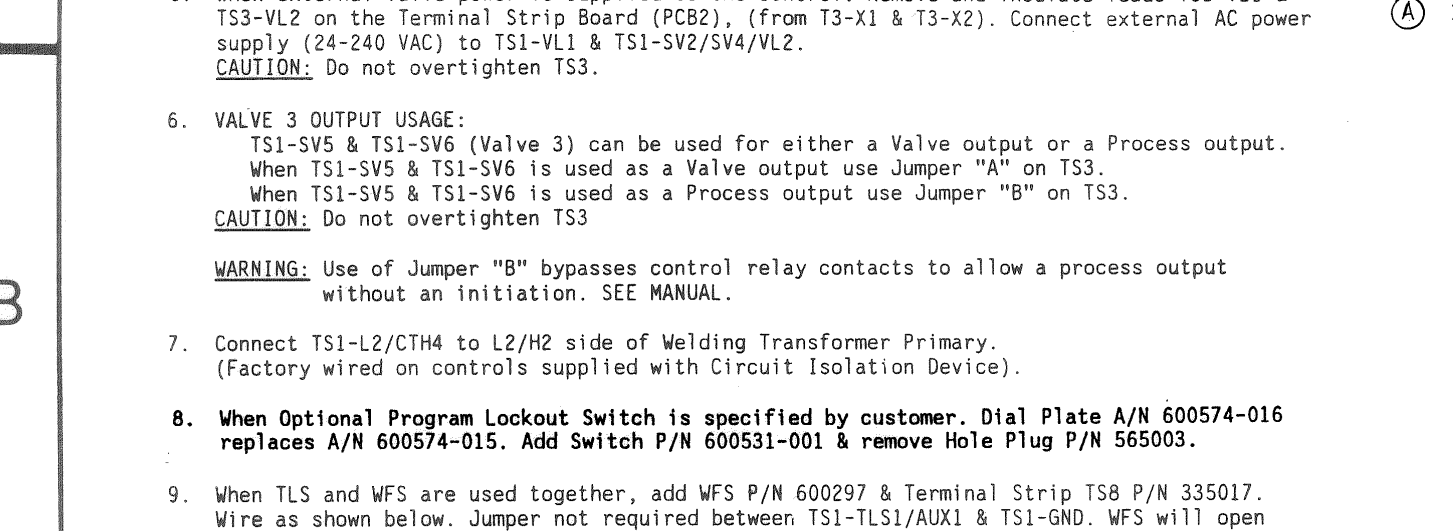 TS3-VL2 on the Terminal Strip Board (PCB2), (from T3-X1 & T3-X2). Connect external AC power
supply (24-240 VAC) to TS1-VL1 & TS1-SV2/SV4/VL2.
CAUTION: Do not overtighten TS3.
6. VALVE 3 OUTPUT USAGE:
TS1-SV5 & TS1-SV6 (Valve 3) can be used for either a Valve output or a Process output.
When TS1-SV5 & TS1-SV6 is used as a Valve output use Jumper "A" on TS3.
When TS1-SV5 & TS1-SV6 is used as a Process output use Jumper "B" on TS3.
CAUTION: Do not overtighten TS3
WARNING: Use of Jumper "B" bypasses control relay contacts to allow a process output
without an initiation. SEE MANUAL.
7. Connect TS1-L2/CTH4 to L2/H2 side of Welding Transformer Primary.
(Factory wired on controls supplied with Circuit Isolation Device).
8. When Optional Program Lockout Switch is specified by customer. Dial Plate A/N 600574-016
replaces A/N 600574-015. Add Switch P/N 600531-001 & remove Hole Plug P/N 565003.
9. When TLS and WFS are used together, add WFS P/N 600297 & Terminal Strip TS8 P/N 335017.
Wire as shown below. Jumper not required between TS1-TLS1/AUX1 & TS1-GND. WFS will open
A
B